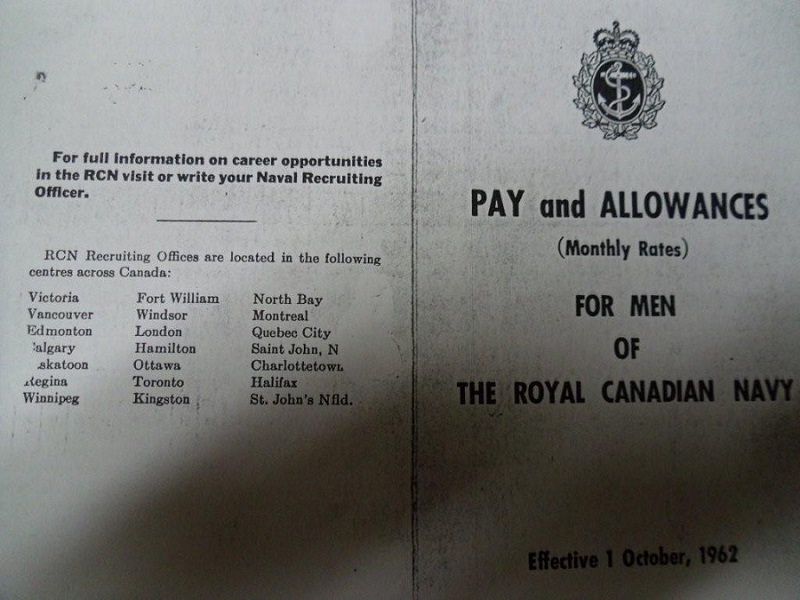 For full information on career opportunities
in the RCN visit or write your Naval Recruiting
Officer.
RCN Recruiting Offices are located in the following
centres across Canada:
Victoria Fort William North Bay
Vancouver Windsor Montreal
Edmonton London Quebec City
algary Hamilton Saint John, N
skatoon Ottawa Charlottetown
Regina Toronto Halifax
Winnipeg Kingston St. John's Nfld.
PAY and ALLOWANCES
(Monthly Rates)
FOR MEN
OF
THE ROYAL CANADIAN NAVY
Effective 1 October, 1962